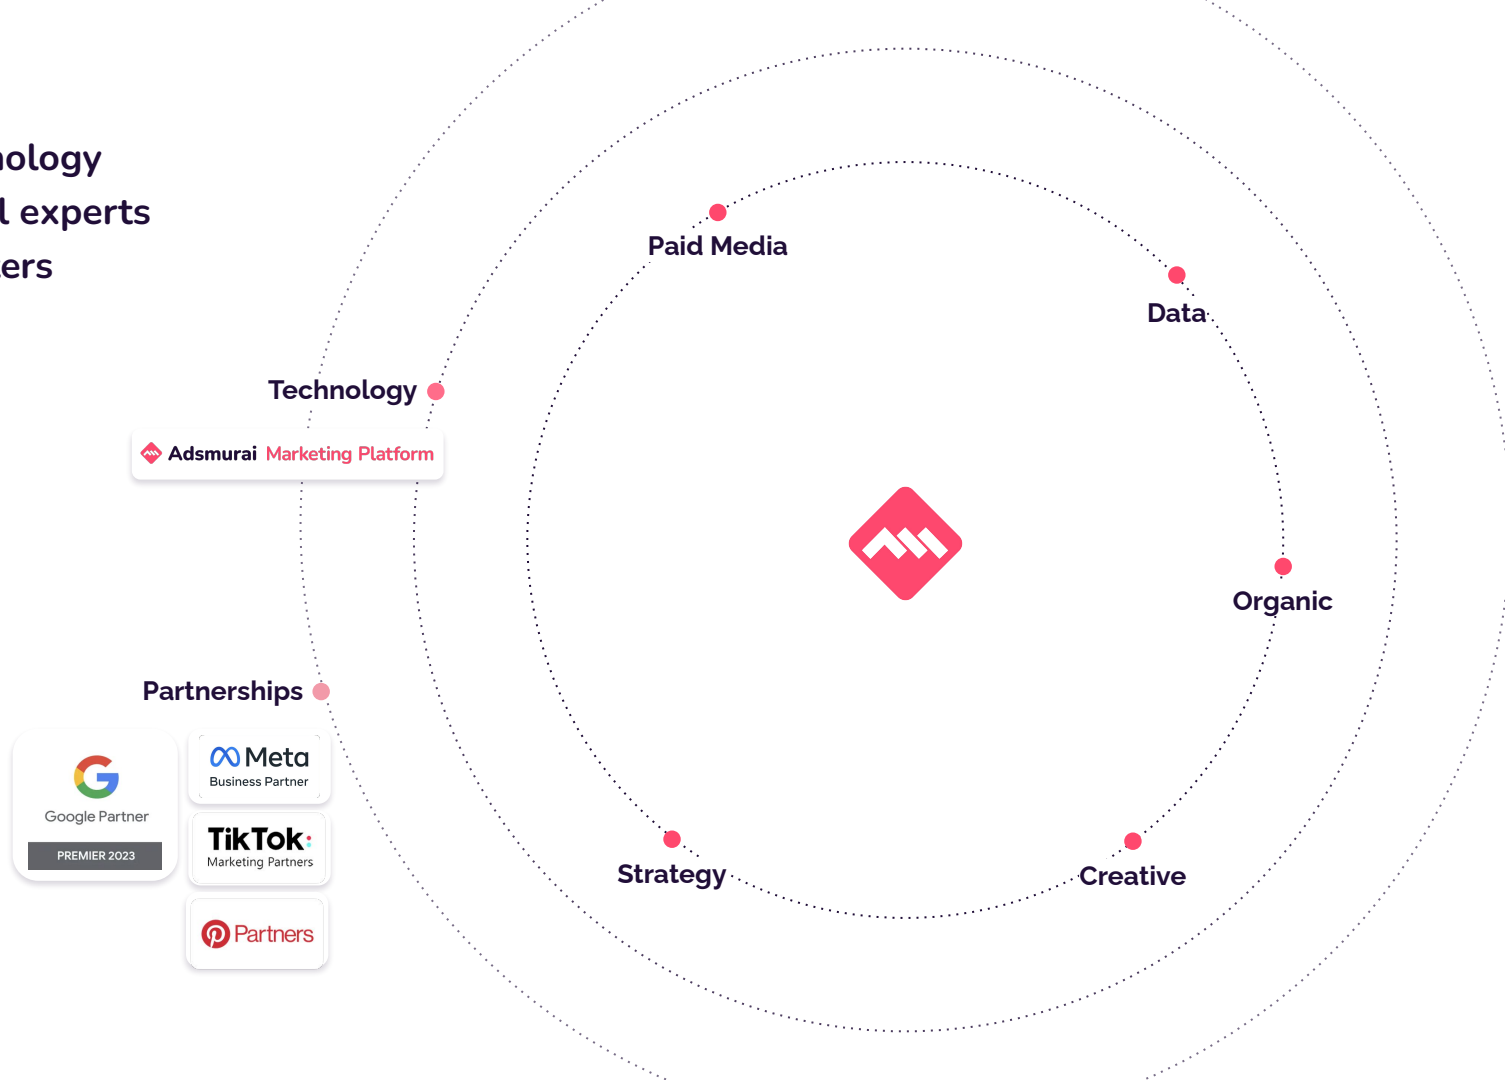 nology
l experts
ers
Paid Media
Data
Technology
Adsmurai Marketing Platform
Organic
Partnerships
Google Partner
PREMIER 2023
Meta
Business Partner
TikTok:
Marketing Partners
Partners
Strategy
Creative